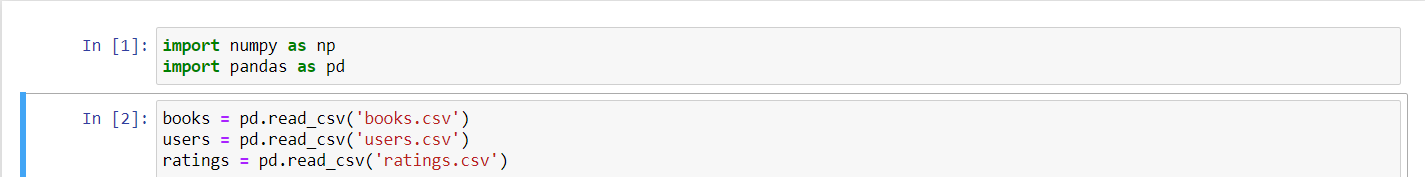 In [1]: import numpy as np
import pandas as pd
In [2]: books = pd.read_csv('books.csv')
users = pd.read_csv('users.csv')
ratings = pd.read_csv('ratings.csv')